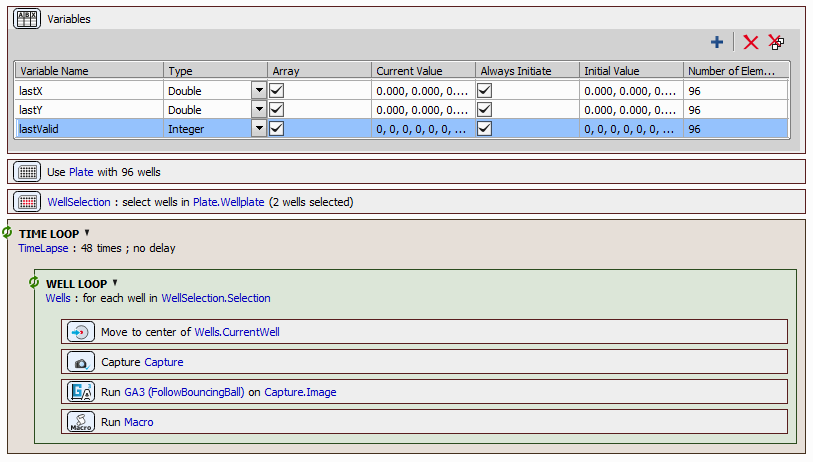 Variables
Variable Name Type Array Current Value Always Initiate Initial Value Number of Elem...
lastX Double 0.000, 0.000, 0.... 0.000, 0.000, 0.... 96
lastY Double 0.000, 0.000, 0.... 0.000, 0.000, 0.... 96
lastValid Integer 0, 0, 0, 0, 0, 0, ... 0, 0, 0, 0, 0, 0, ... 96
Use Plate with 96 wells
WellSelection : select wells in Plate.Wellplate (2 wells selected)
TIME LOOP
TimeLapse : 48 times ; no delay
WELL LOOP
Wells : for each well in WellSelection.Selection
Move to center of Wells.CurrentWell
Capture Capture
Run GA3 (FollowBouncingBall) on Capture.Image
Macro Run Macro